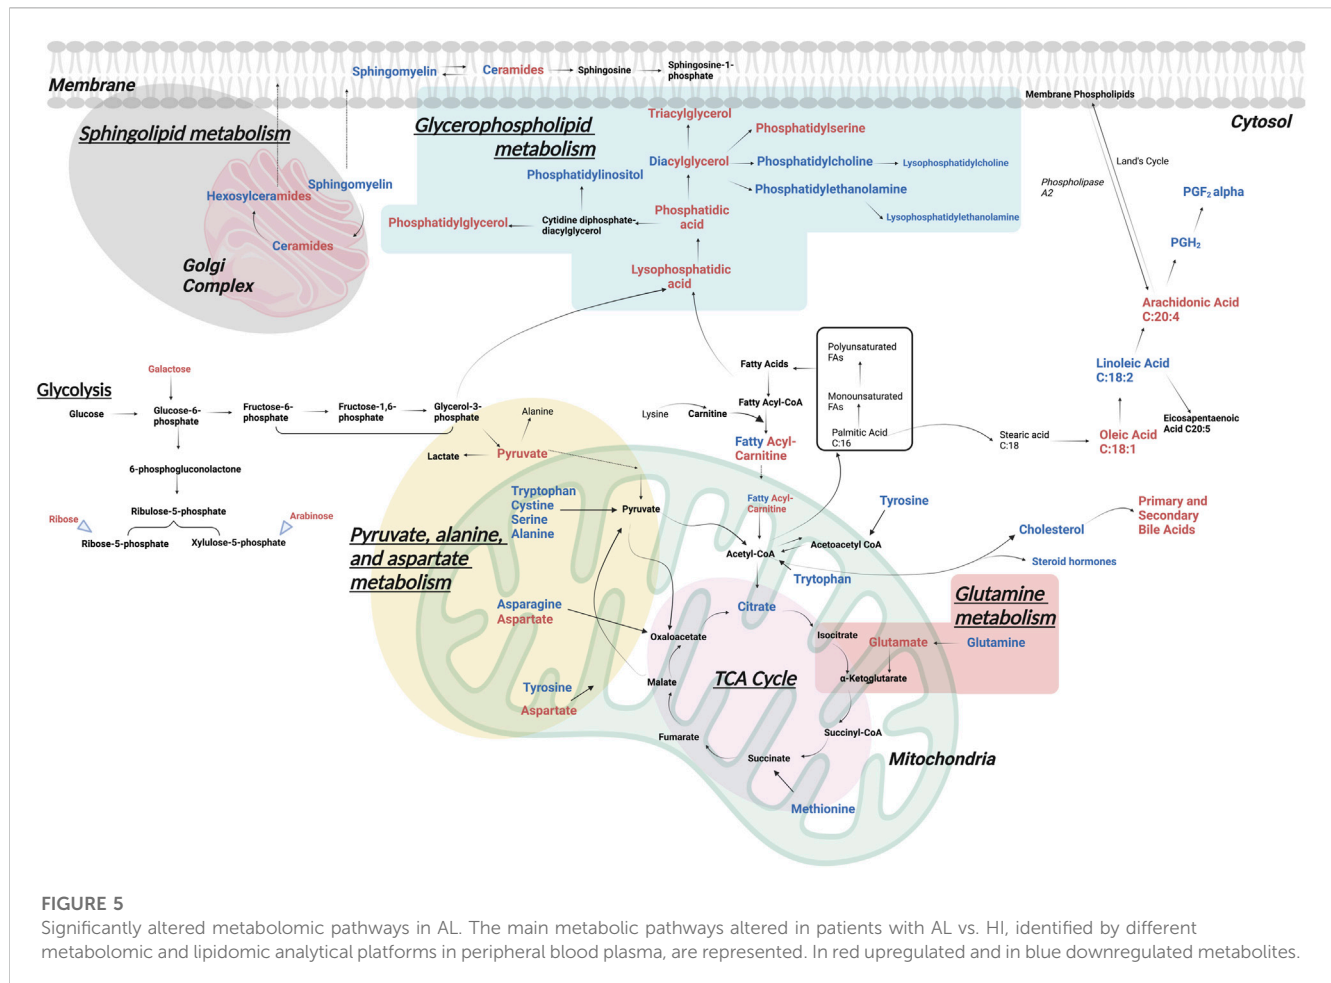 Membrane
Sphingomyelin
Ceramides
Sphingosine
Sphingosine-1-
phosphate
Membrane Phospholipids
Cytosol
Sphingolipid metabolism
Hexosylceramides
Sphingomyelin
Ceramides
Golgi
Complex
Glycerophospholipid
metabolism
Triacylglycerol
Phosphatidylserine
Diacylglycerol
Phosphatidylcholine
Lysophosphatidylcholine
Phosphatidylinositol
Phosphatidylethanolamine
Lysophosphatidylethanolamine
Phosphatidylglycerol
Cytidine diphosphate-
diacylglycerol
Phosphatidic
acid
Lysophosphatidic
acid
Land's Cycle
Phospholipase
A2
PGF2 alpha
PGH2
Arachidonic Acid
C:20:4
Linoleic Acid
C:18:2
Eicosapentaenoic
Acid C20:5
Oleic Acid
C:18:1
Stearic acid
C:18
Polyunsaturated
FAs
Monounsaturated
FAs
Palmitic Acid
C:16
Fatty Acids
Fatty Acyl-CoA
Lysine
Carnitine
Fatty Acyl-
Carnitine
Fatty Acyl-
Carnitine
Glycolysis
Galactose
Glucose
Glucose-6-
phosphate
Fructose-6-
phosphate
Fructose-1,6-
phosphate
Glycerol-3-
phosphate
Alanine
Lactate
Pyruvate
6-phosphogluconolactone
Ribulose-5-phosphate
Ribose
Arabinose
Ribose-5-phosphate
Xylulose-5-phosphate
Pyruvate, alanine,
and aspartate
metabolism
Tryptophan
Cystine
Serine
Alanine
Pyruvate
Asparagine
Aspartate
Tyrosine
Aspartate
Acetyl-CoA
Acetoacetyl CoA
Tyrosine
Trytophan
Cholesterol
Primary and
Secondary
Bile Acids
Steroid hormones
Glutamine
metabolism
Glutamate
Glutamine
TCA Cycle
Citrate
Isocitrate
α-Ketoglutarate
Succinyl-CoA
Succinate
Methionine
Fumarate
Malate
Oxaloacetate
Mitochondria
FIGURE 5
Significantly altered metabolomic pathways in AL. The main metabolic pathways altered in patients with AL vs. HI, identified by different
metabolomic and lipidomic analytical platforms in peripheral blood plasma, are represented. In red upregulated and in blue downregulated metabolites.